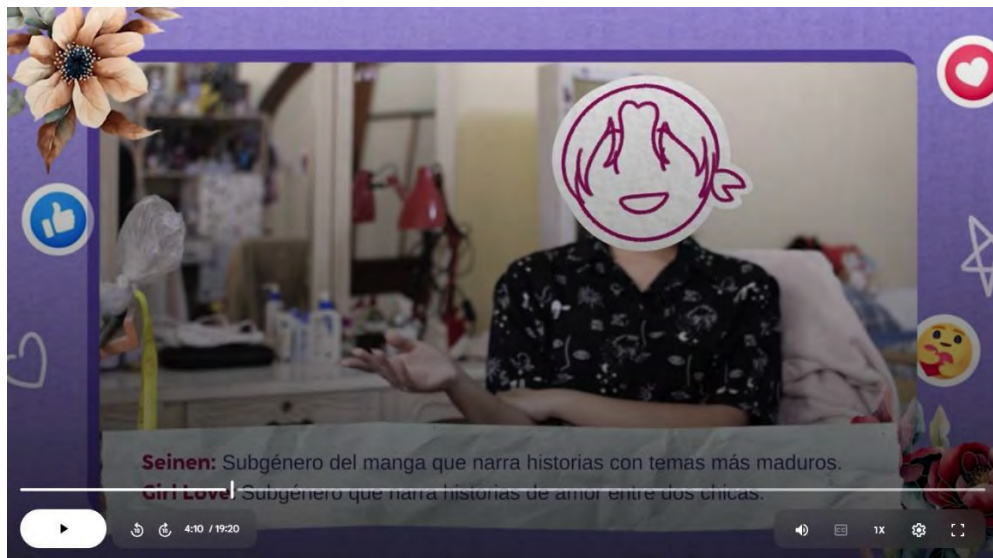 Seinen: Subgénero del manga que narra historias con temas más maduros.
Girl Love: Subgénero que narra historias de amor entre dos chicas.
4:10 / 19:20
CC
1X